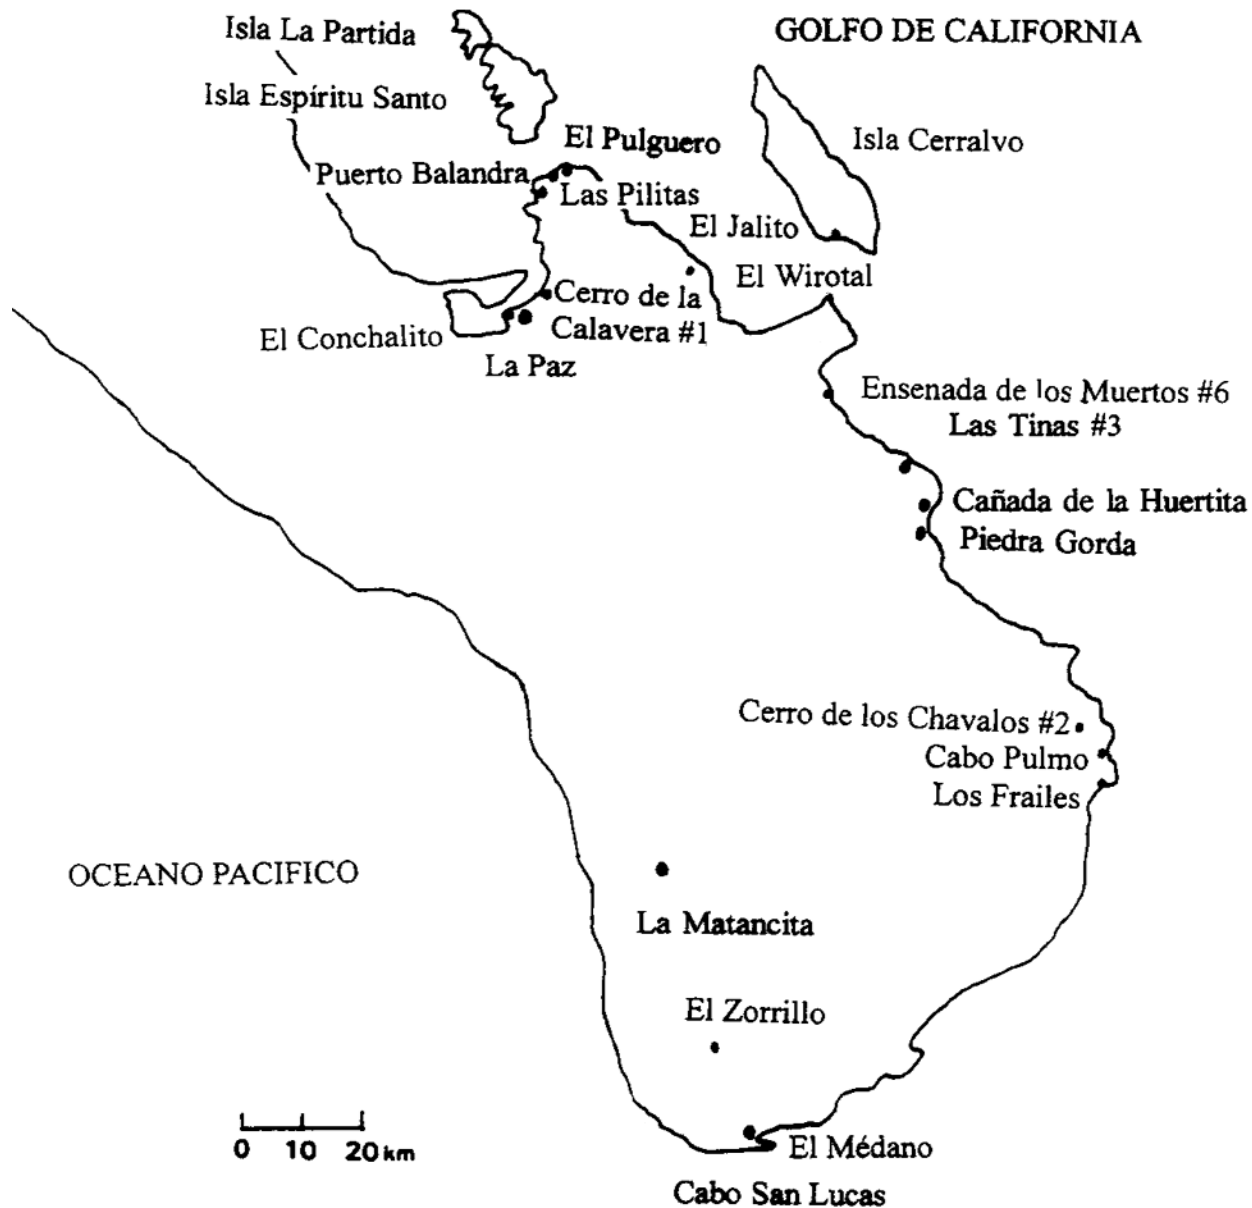 Isla La Partida
GOLFO DE CALIFORNIA
Isla Espíritu Santo
El Pulguero
Isla Cerralvo
Puerto Balandra
Las Pilitas
El Jalito
El Wirotal
Cerro de la
Calavera #1
El Conchalito
La Paz
Ensenada de los Muertos #6
Las Tinas #3
Cañada de la Huertita
Piedra Gorda
Cerro de los Chavalos #2
Cabo Pulmo
Los Frailes
OCEANO PACIFICO
La Matancita
El Zorrillo
0 10 20 km
El Médano
Cabo San Lucas